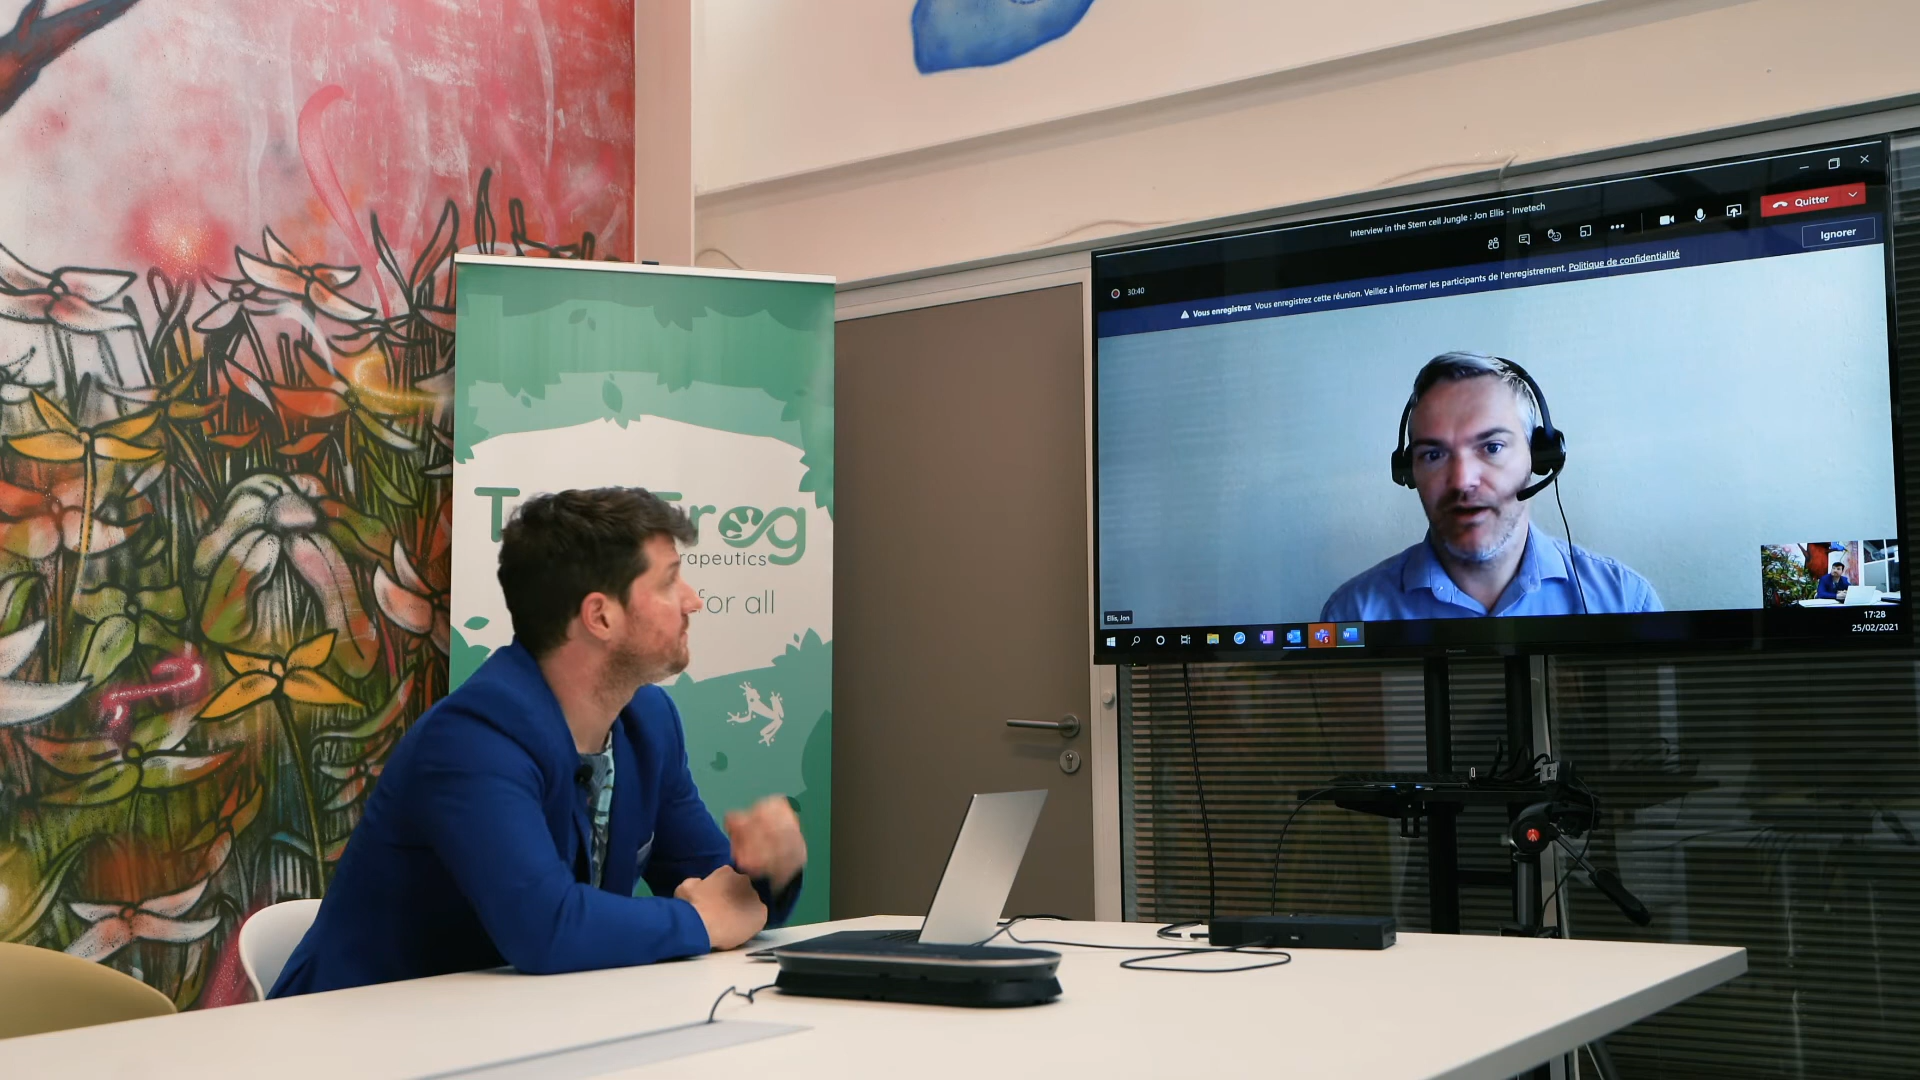 Interview in the Stem cell Jungle : Jon Ellis - Invetech
Quitter
30:40
Ignorer
Vous enregistrez Vous enregistrez cette réunion. Veillez à informer les participants de l'enregistrement. Politique de confidentialité
Ellis, Jon
17:28
25/02/2021
T Frog
rapeutics
for all